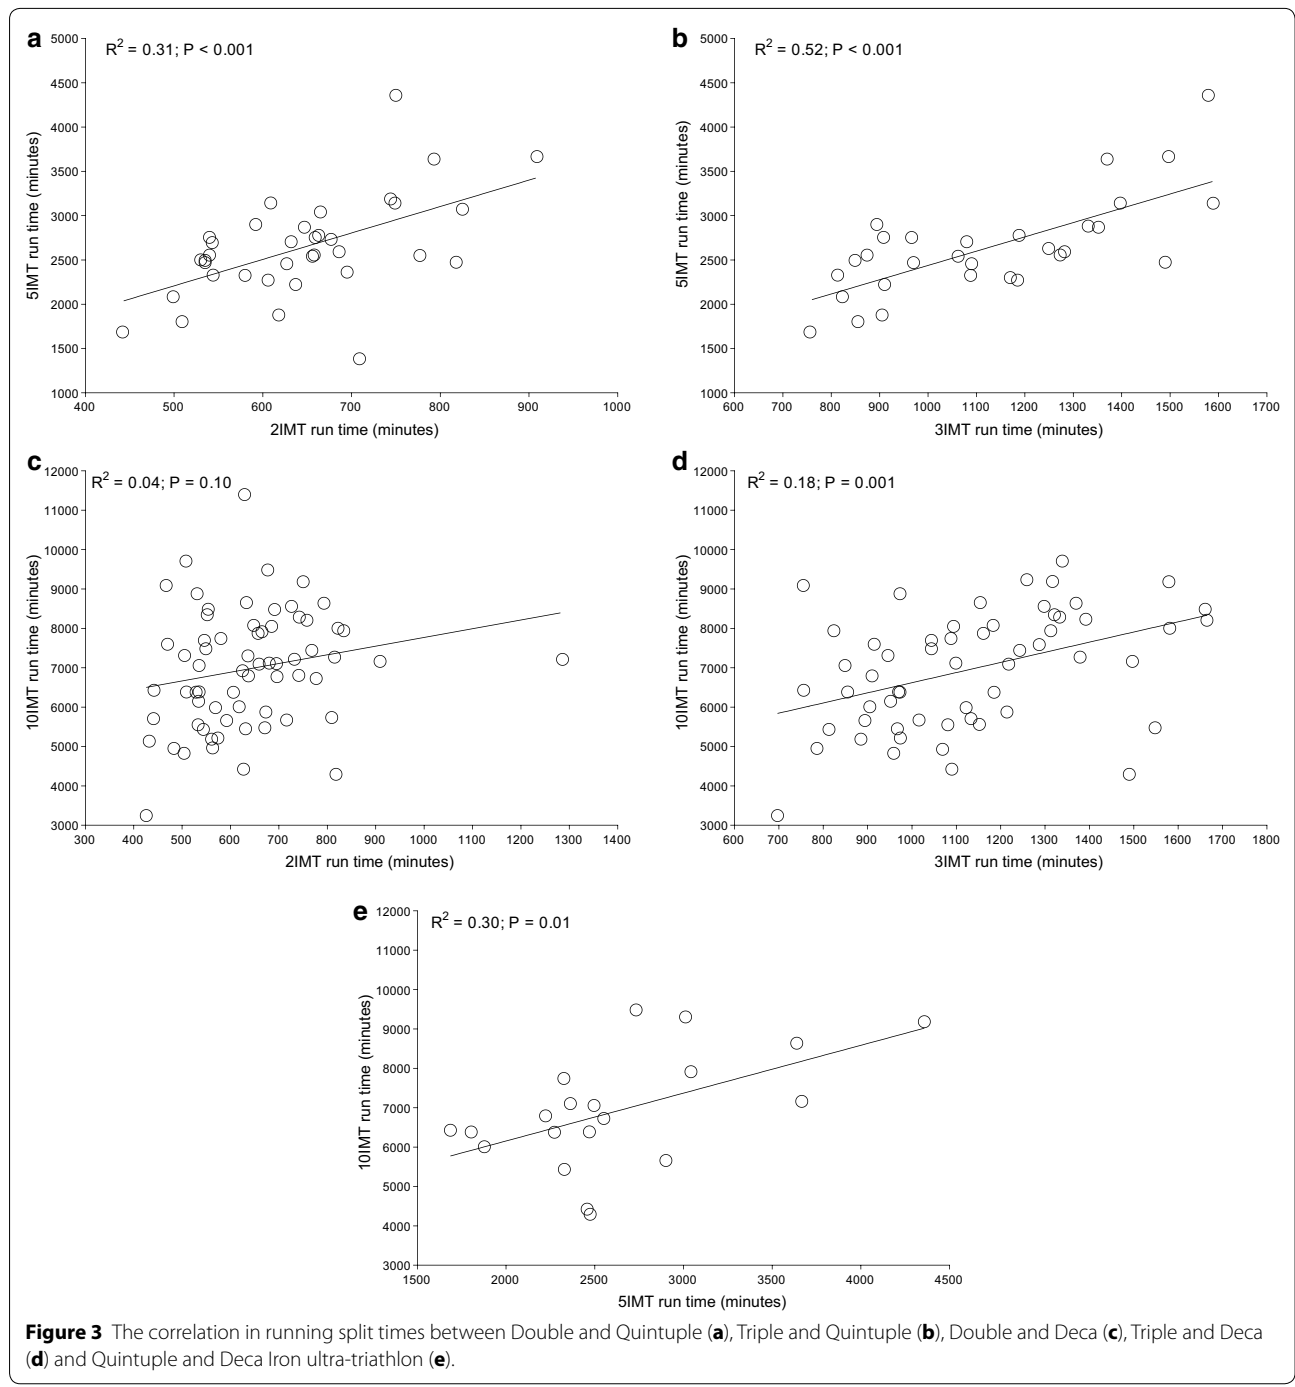 a
R² = 0.31; P < 0.001
5IMT run time (minutes)
5000
4500
4000
3500
3000
2500
2000
1500
1000
400 500 600 700 800 900 1000
2IMT run time (minutes)
b
R² = 0.52; P < 0.001
5IMT run time (minutes)
5000
4500
4000
3500
3000
2500
2000
1500
1000
600 700 800 900 1000 1100 1200 1300 1400 1500 1600 1700
3IMT run time (minutes)
c
R² = 0.04; P = 0.10
10IMT run time (minutes)
12000
11000
10000
9000
8000
7000
6000
5000
4000
3000
300 400 500 600 700 800 900 1000 1100 1200 1300 1400
2IMT run time (minutes)
d
R² = 0.18; P = 0.001
10IMT run time (minutes)
12000
11000
10000
9000
8000
7000
6000
5000
4000
3000
600 700 800 900 1000 1100 1200 1300 1400 1500 1600 1700 1800
3IMT run time (minutes)
e
R² = 0.30; P = 0.01
10IMT run time (minutes)
12000
11000
10000
9000
8000
7000
6000
5000
4000
3000
1500 2000 2500 3000 3500 4000 4500
5IMT run time (minutes)
Figure 3 The correlation in running split times between Double and Quintuple (a), Triple and Quintuple (b), Double and Deca (c), Triple and Deca
(d) and Quintuple and Deca Iron ultra-triathlon (e).